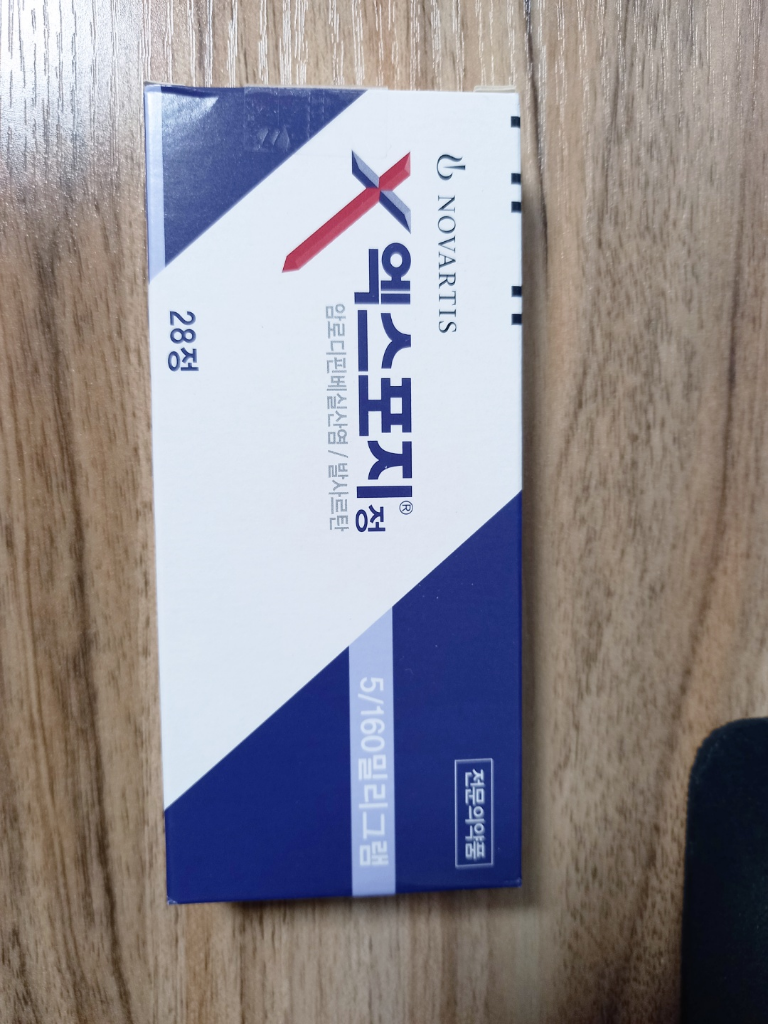 NOVARTIS
엑스포지®정
암로디핀베실산염 / 발사르탄
28정
전문의약품
5/160밀리그램